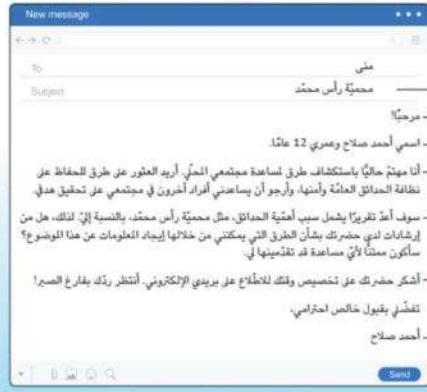 New message
To منى
Subject محميّة رأس محمّد
- مرحبًا!
- اسمي أحمد صلاح وعمري 12 عامًا.
- أنا مهتمّ حاليًا باستكشاف طرق لمساعدة مجتمعي المحلّي. أريد العثور على طرق للحفاظ على
نظافة الحدائق العامّة وأمنها، وأرجو أن يساعدني أفراد آخرون في مجتمعي على تحقيق هدفي.
- سوف أعدّ تقريرًا يشمل سبب أهمّية الحدائق، مثل محميّة رأس محمّد، بالنسبة إليّ. لذلك، هل من
إرشادات لدى حضرتك بشأن الطرق التي يمكنني من خلالها إيجاد المعلومات عن هذا الموضوع؟
سأكون ممتنًّا لأيّ مساعدة قد تقدّمينها لي.
- أشكر حضرتك على تخصيص وقتك للاطّلاع على بريدي الإلكتروني. أنتظر ردّك بفارغ الصبر!
تفضّلي بقبول خالص احترامي،
- أحمد صلاح
Send